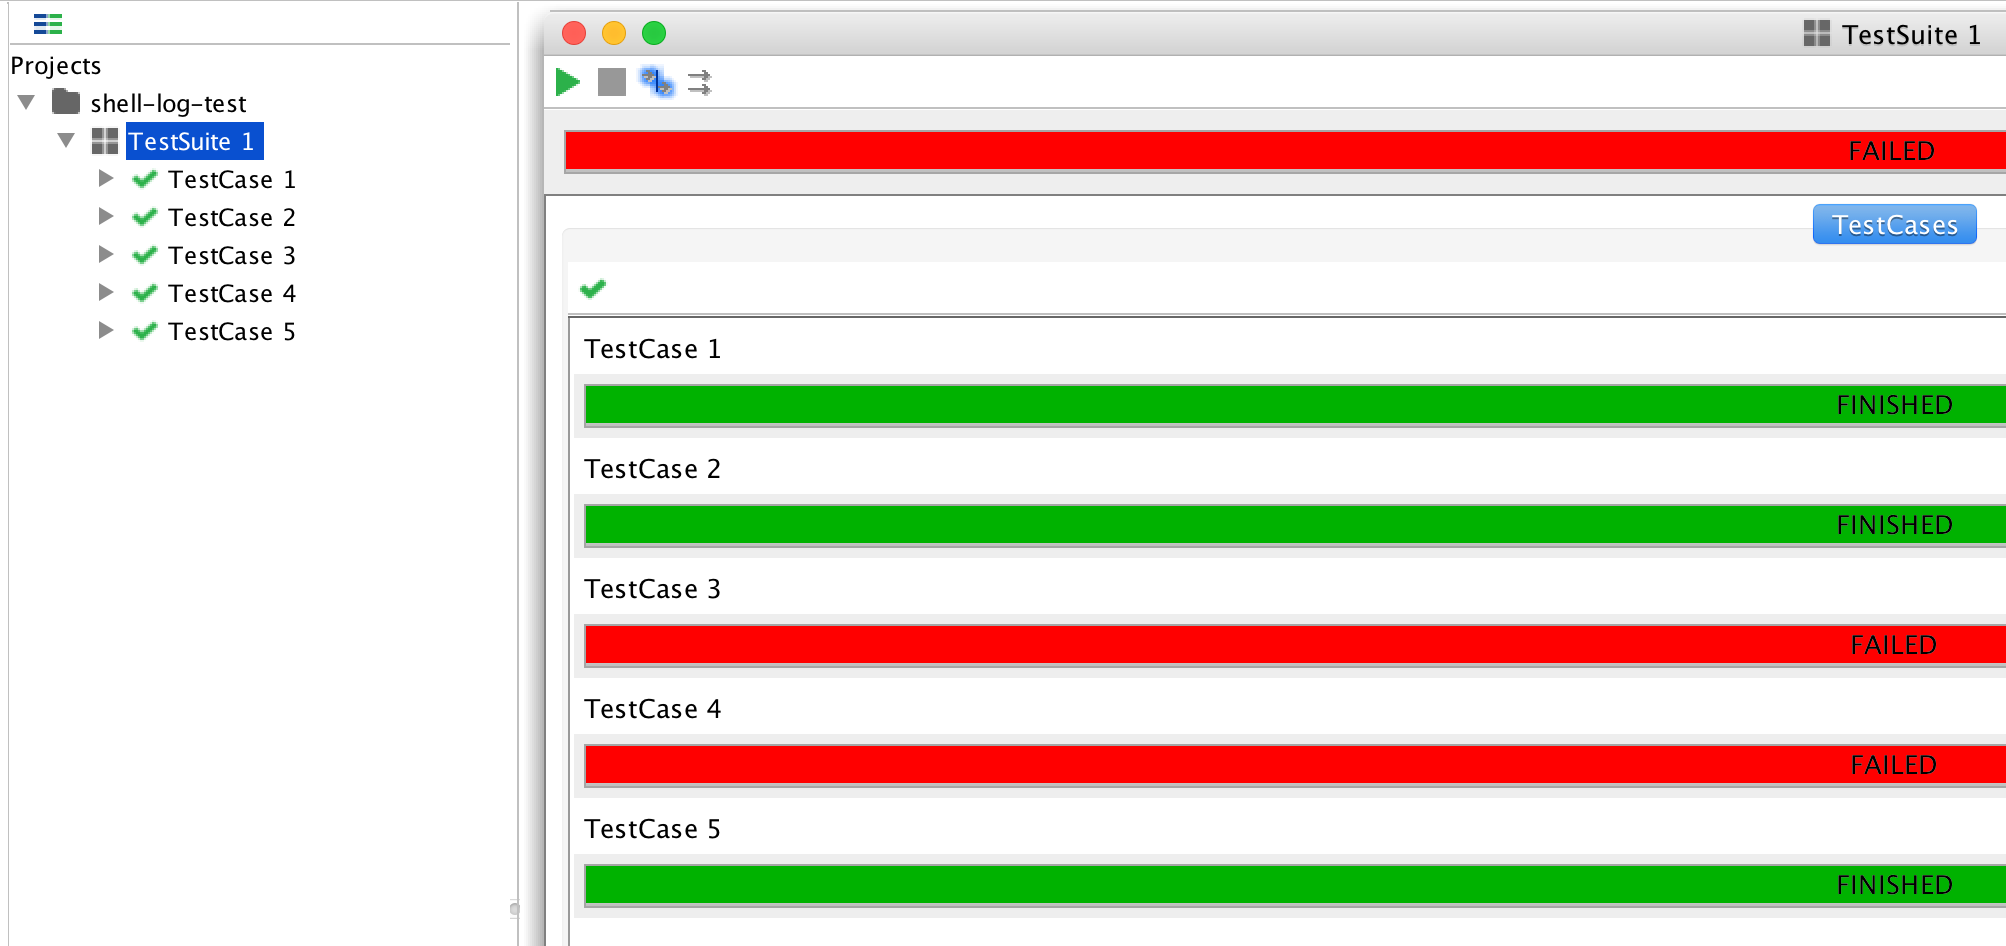 Projects
shell-log-test
TestSuite 1
TestCase 1
TestCase 2
TestCase 3
TestCase 4
TestCase 5
TestSuite 1
FAILED
TestCases
TestCase 1
FINISHED
TestCase 2
FINISHED
TestCase 3
FAILED
TestCase 4
FAILED
TestCase 5
FINISHED